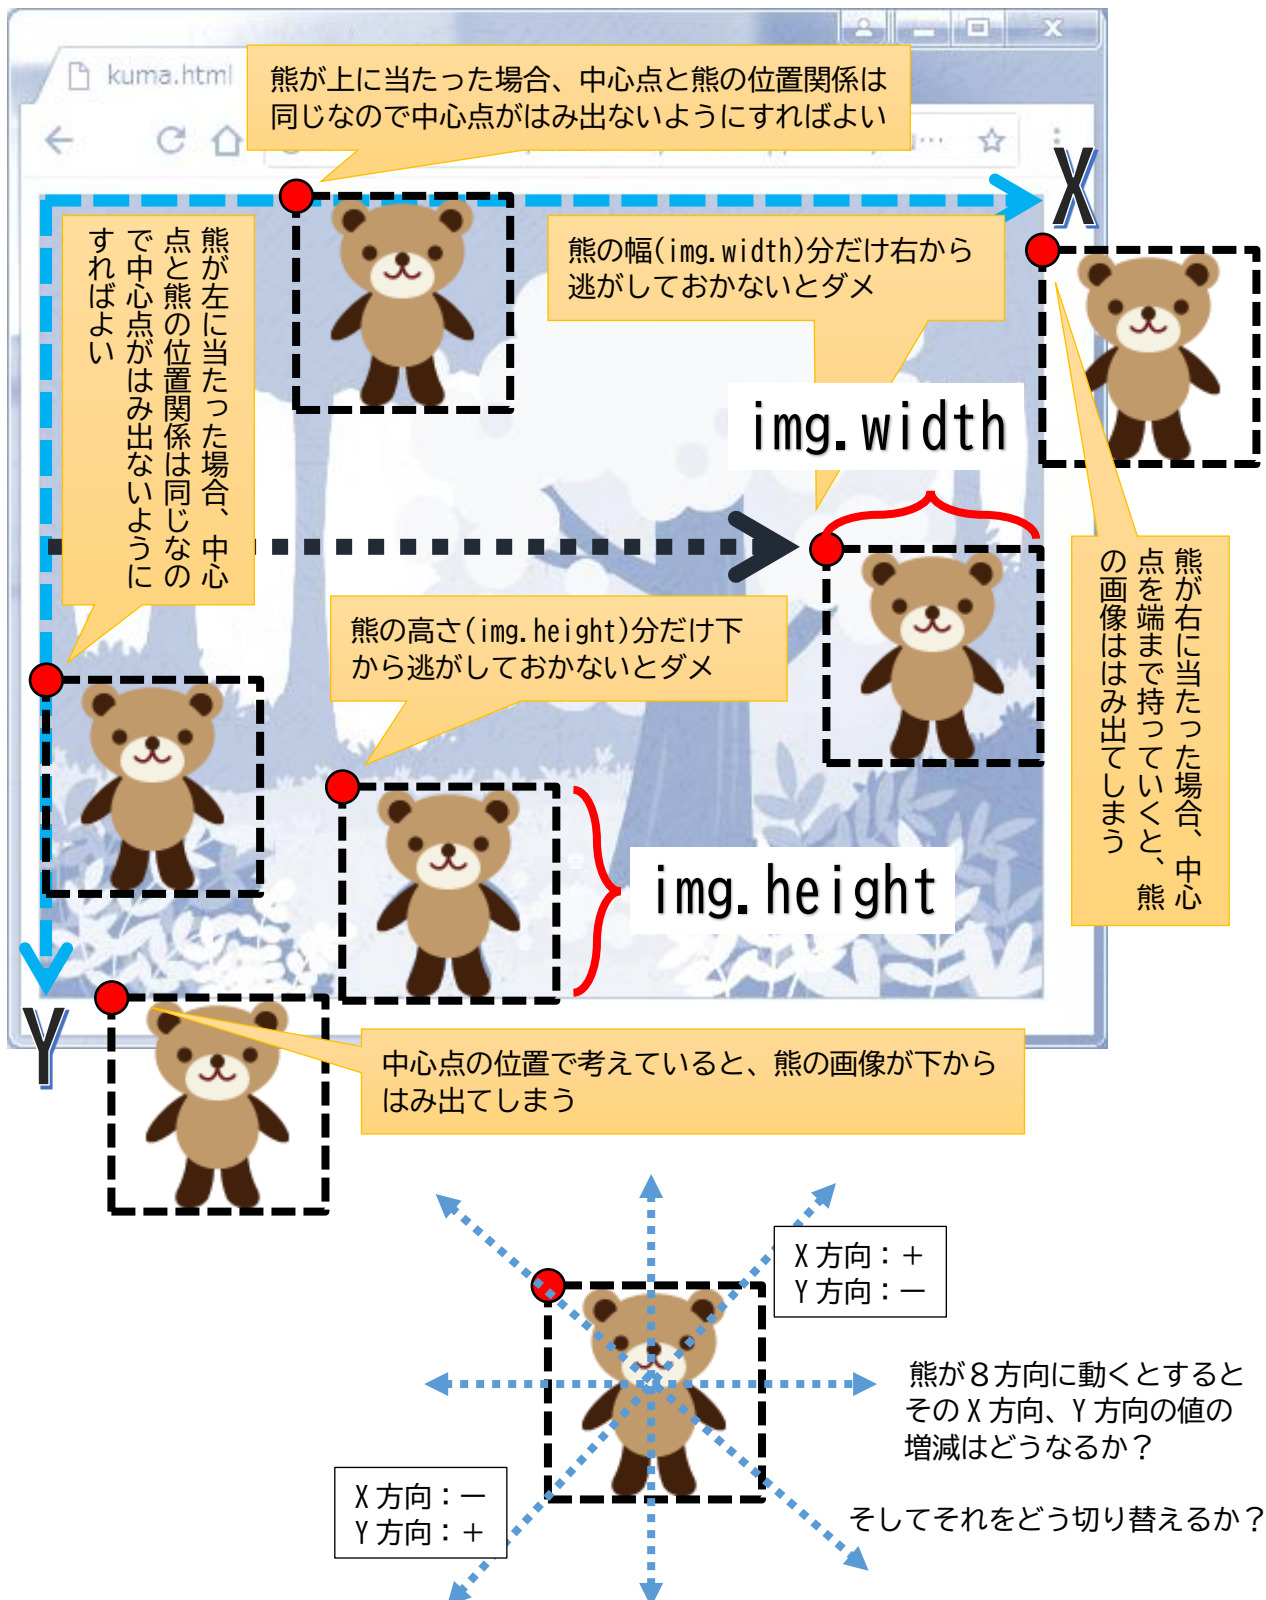 kuma.html
熊が上に当たった場合、中心点と熊の位置関係は
同じなので中心点がはみ出ないようにすればよい
X
熊が左に当たった場合、中心
点と熊の位置関係は同じなの
で中心点がはみ出ないように
すればよい
熊の幅(img.width)分だけ右から
逃がしておかないとダメ
img.width
熊が右に当たった場合、中心
点を端まで持っていくと、熊
の画像ははみ出てしまう
熊の高さ(img.height)分だけ下
から逃がしておかないとダメ
img.height
Y
中心点の位置で考えていると、熊の画像が下から
はみ出てしまう
X方向：＋
Y方向：－
熊が８方向に動くとすると
そのX方向、Y方向の値の
増減はどうなるか？
X方向：－
Y方向：＋
そしてそれをどう切り替えるか？